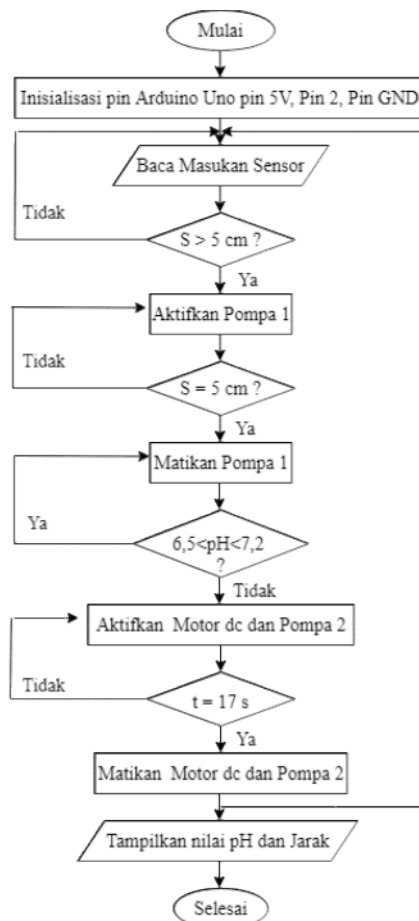 Mulai
Inisialisasi pin Arduino Uno pin 5V, Pin 2, Pin GND
Baca Masukan Sensor
Tidak
S > 5 cm ?
Ya
Aktifkan Pompa 1
Tidak
S = 5 cm ?
Ya
Matikan Pompa 1
Ya
6,5<pH<7,2
?
Tidak
Aktifkan Motor dc dan Pompa 2
Tidak
t = 17 s
Ya
Matikan Motor dc dan Pompa 2
Tampilkan nilai pH dan Jarak
Selesai